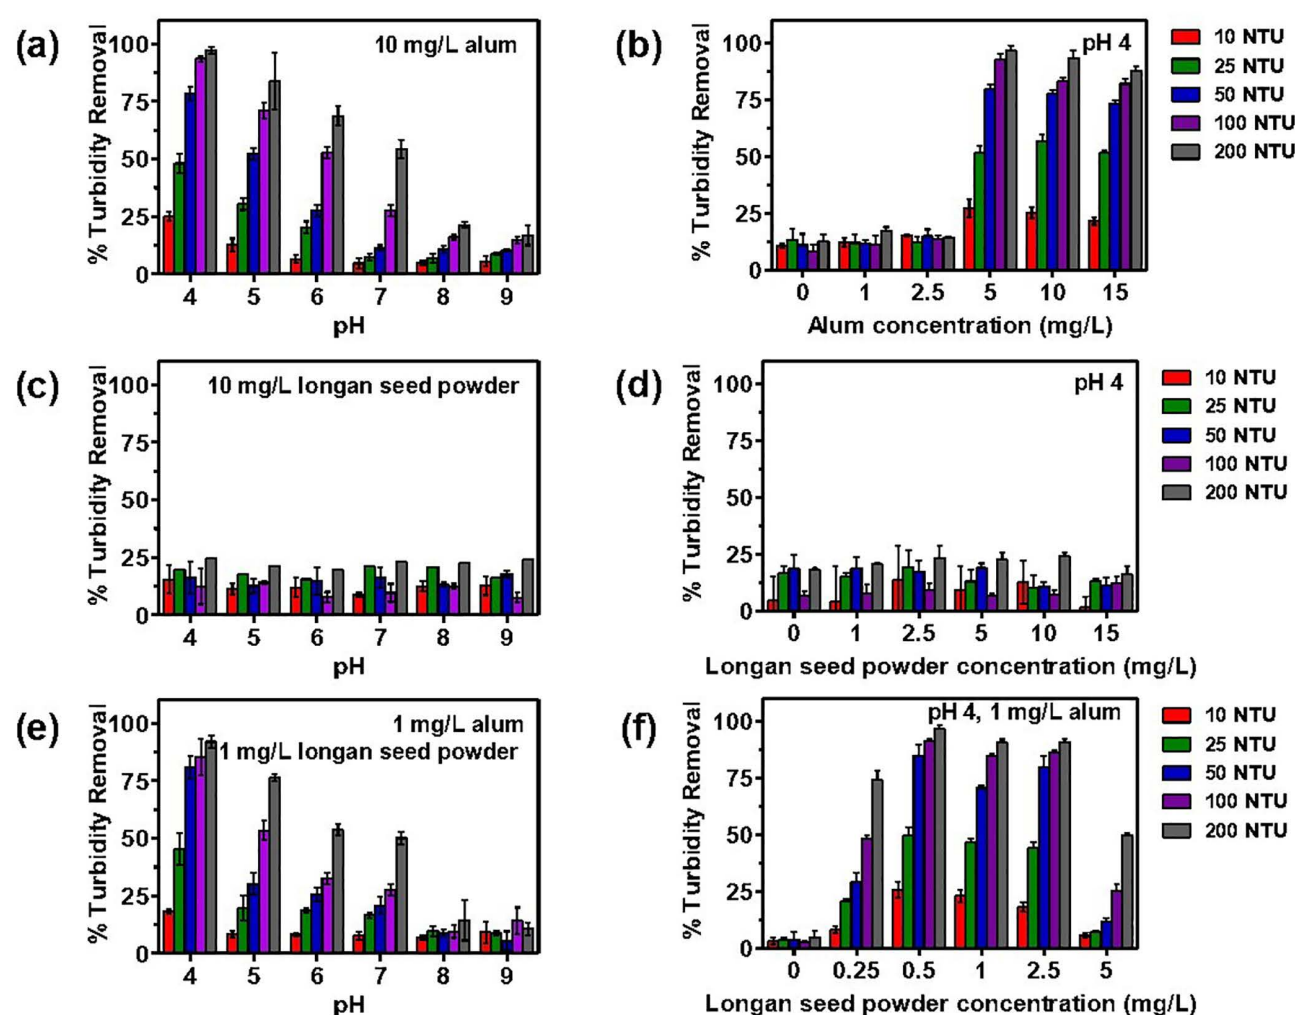 (a)
10 mg/L alum
% Turbidity Removal
100
75
50
25
0
4 5 6 7 8 9
pH
(b)
pH 4
% Turbidity Removal
100
75
50
25
0
0 1 2.5 5 10 15
Alum concentration (mg/L)
10 NTU
25 NTU
50 NTU
100 NTU
200 NTU
(c)
10 mg/L longan seed powder
% Turbidity Removal
100
75
50
25
0
4 5 6 7 8 9
pH
(d)
pH 4
% Turbidity Removal
100
75
50
25
0
0 1 2.5 5 10 15
Longan seed powder concentration (mg/L)
10 NTU
25 NTU
50 NTU
100 NTU
200 NTU
(e)
1 mg/L alum
1 mg/L longan seed powder
% Turbidity Removal
100
75
50
25
0
4 5 6 7 8 9
pH
(f)
pH 4, 1 mg/L alum
% Turbidity Removal
100
75
50
25
0
0 0.25 0.5 1 2.5 5
Longan seed powder concentration (mg/L)
10 NTU
25 NTU
50 NTU
100 NTU
200 NTU